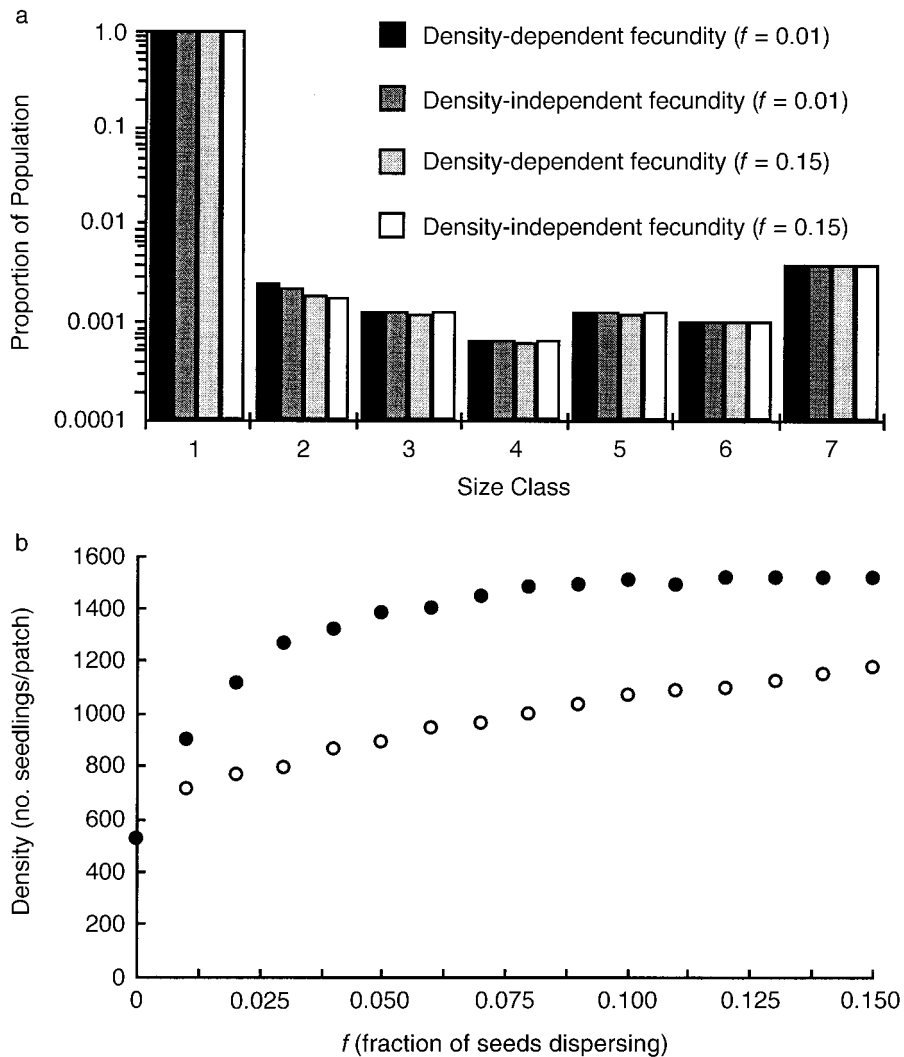 a
Proportion of Population
1.0
0.1
0.01
0.001
0.0001
Density-dependent fecundity (f = 0.01)
Density-independent fecundity (f = 0.01)
Density-dependent fecundity (f = 0.15)
Density-independent fecundity (f = 0.15)
1 2 3 4 5 6 7
Size Class
b
Density (no. seedlings/patch)
1600
1400
1200
1000
800
600
400
200
0
0 0.025 0.050 0.075 0.100 0.125 0.150
f (fraction of seeds dispersing)